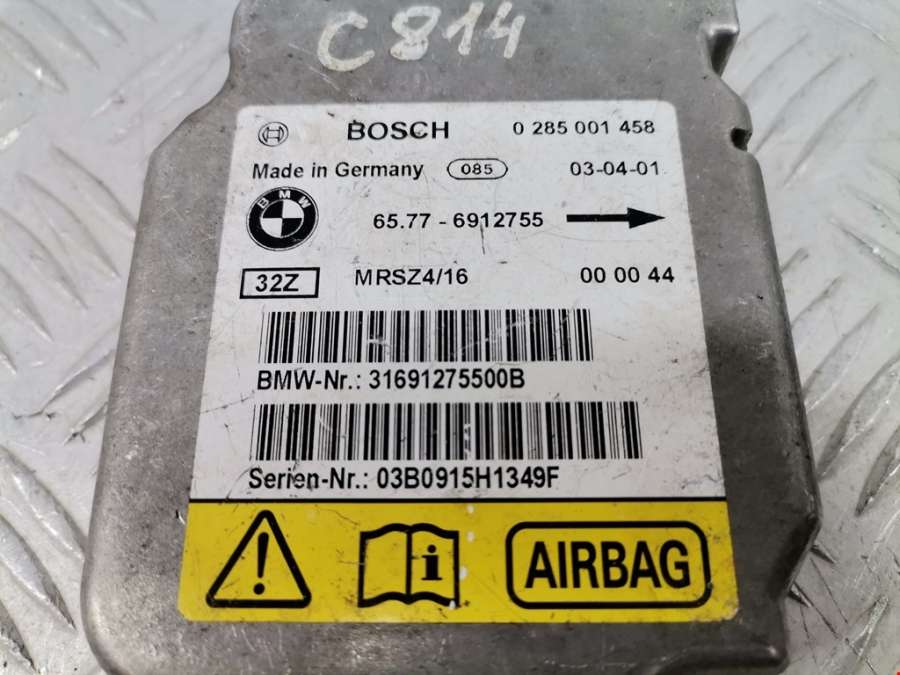 C814
BOSCH 0 285 001 458
Made in Germany 085 03-04-01
BMW 65.77 - 6912755
32Z MRSZ4/16 00 00 44
BMW-Nr.: 31691275500B
Serien-Nr.: 03B0915H1349F
! i AIRBAG